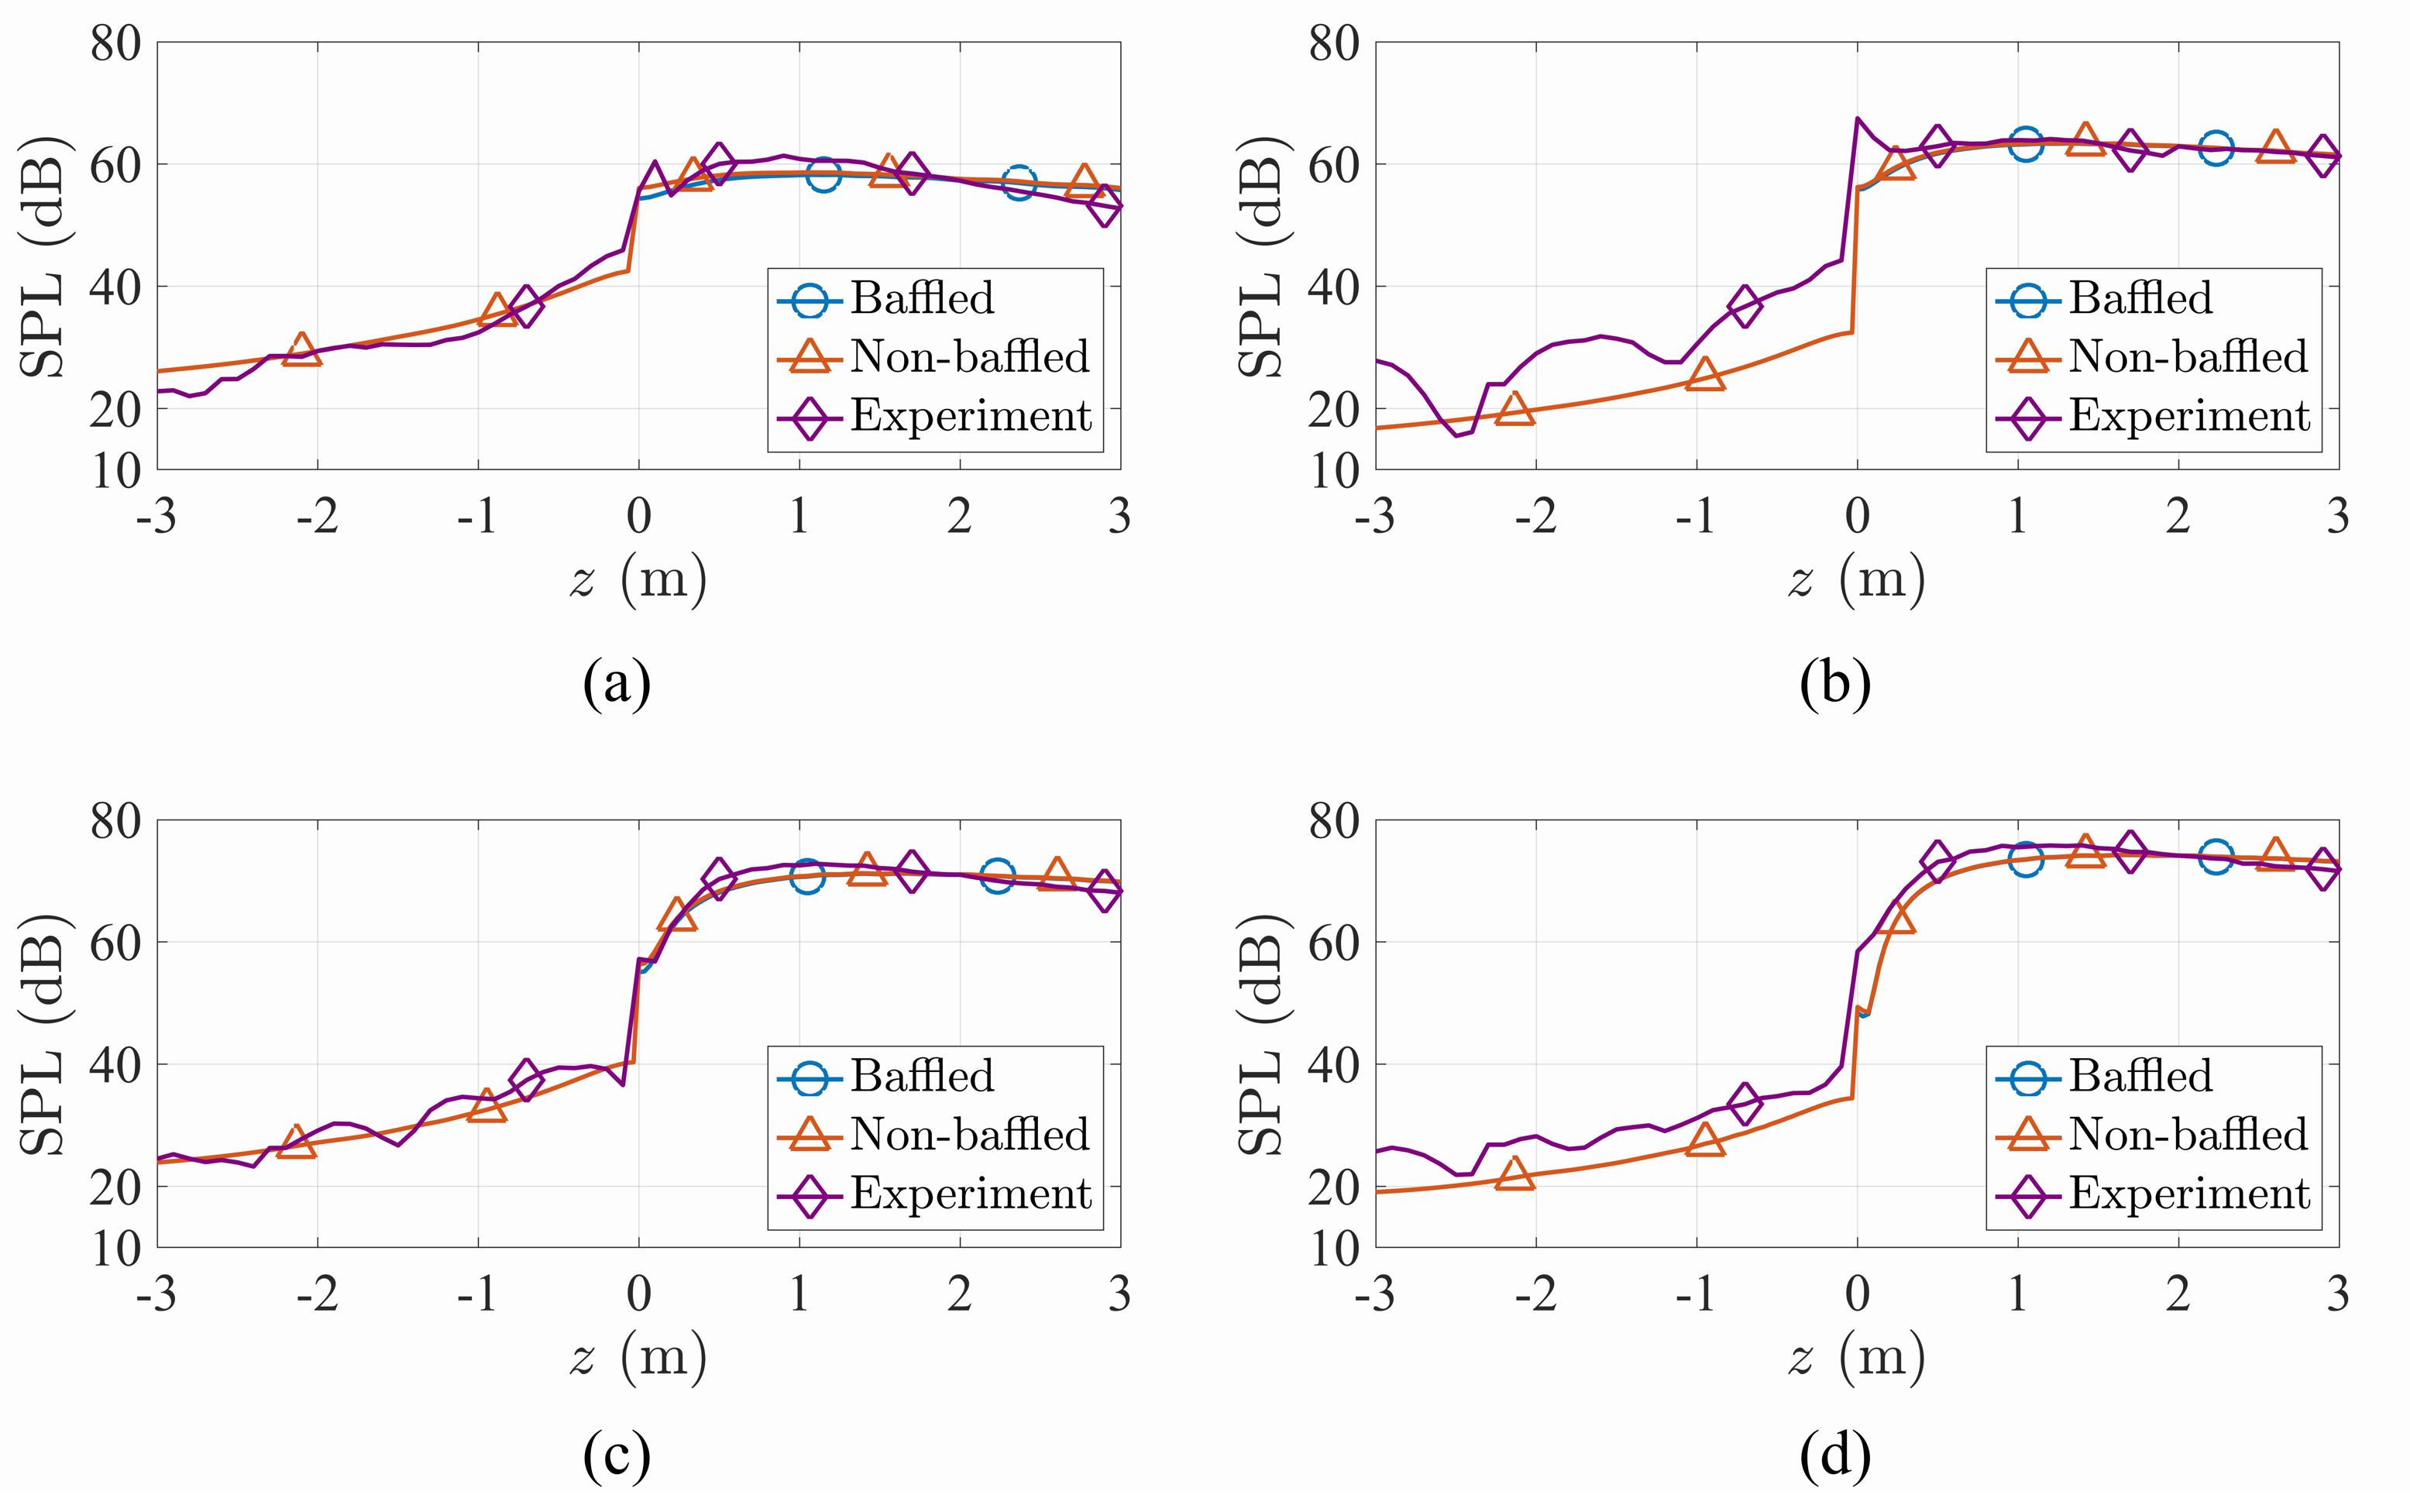 80
60
40
20
10
SPL (dB)
Baffled
Non-baffled
Experiment
-3 -2 -1 0 1 2 3
z (m)
(a)
80
60
40
20
10
SPL (dB)
Baffled
Non-baffled
Experiment
-3 -2 -1 0 1 2 3
z (m)
(b)
80
60
40
20
10
SPL (dB)
Baffled
Non-baffled
Experiment
-3 -2 -1 0 1 2 3
z (m)
(c)
80
60
40
20
10
SPL (dB)
Baffled
Non-baffled
Experiment
-3 -2 -1 0 1 2 3
z (m)
(d)